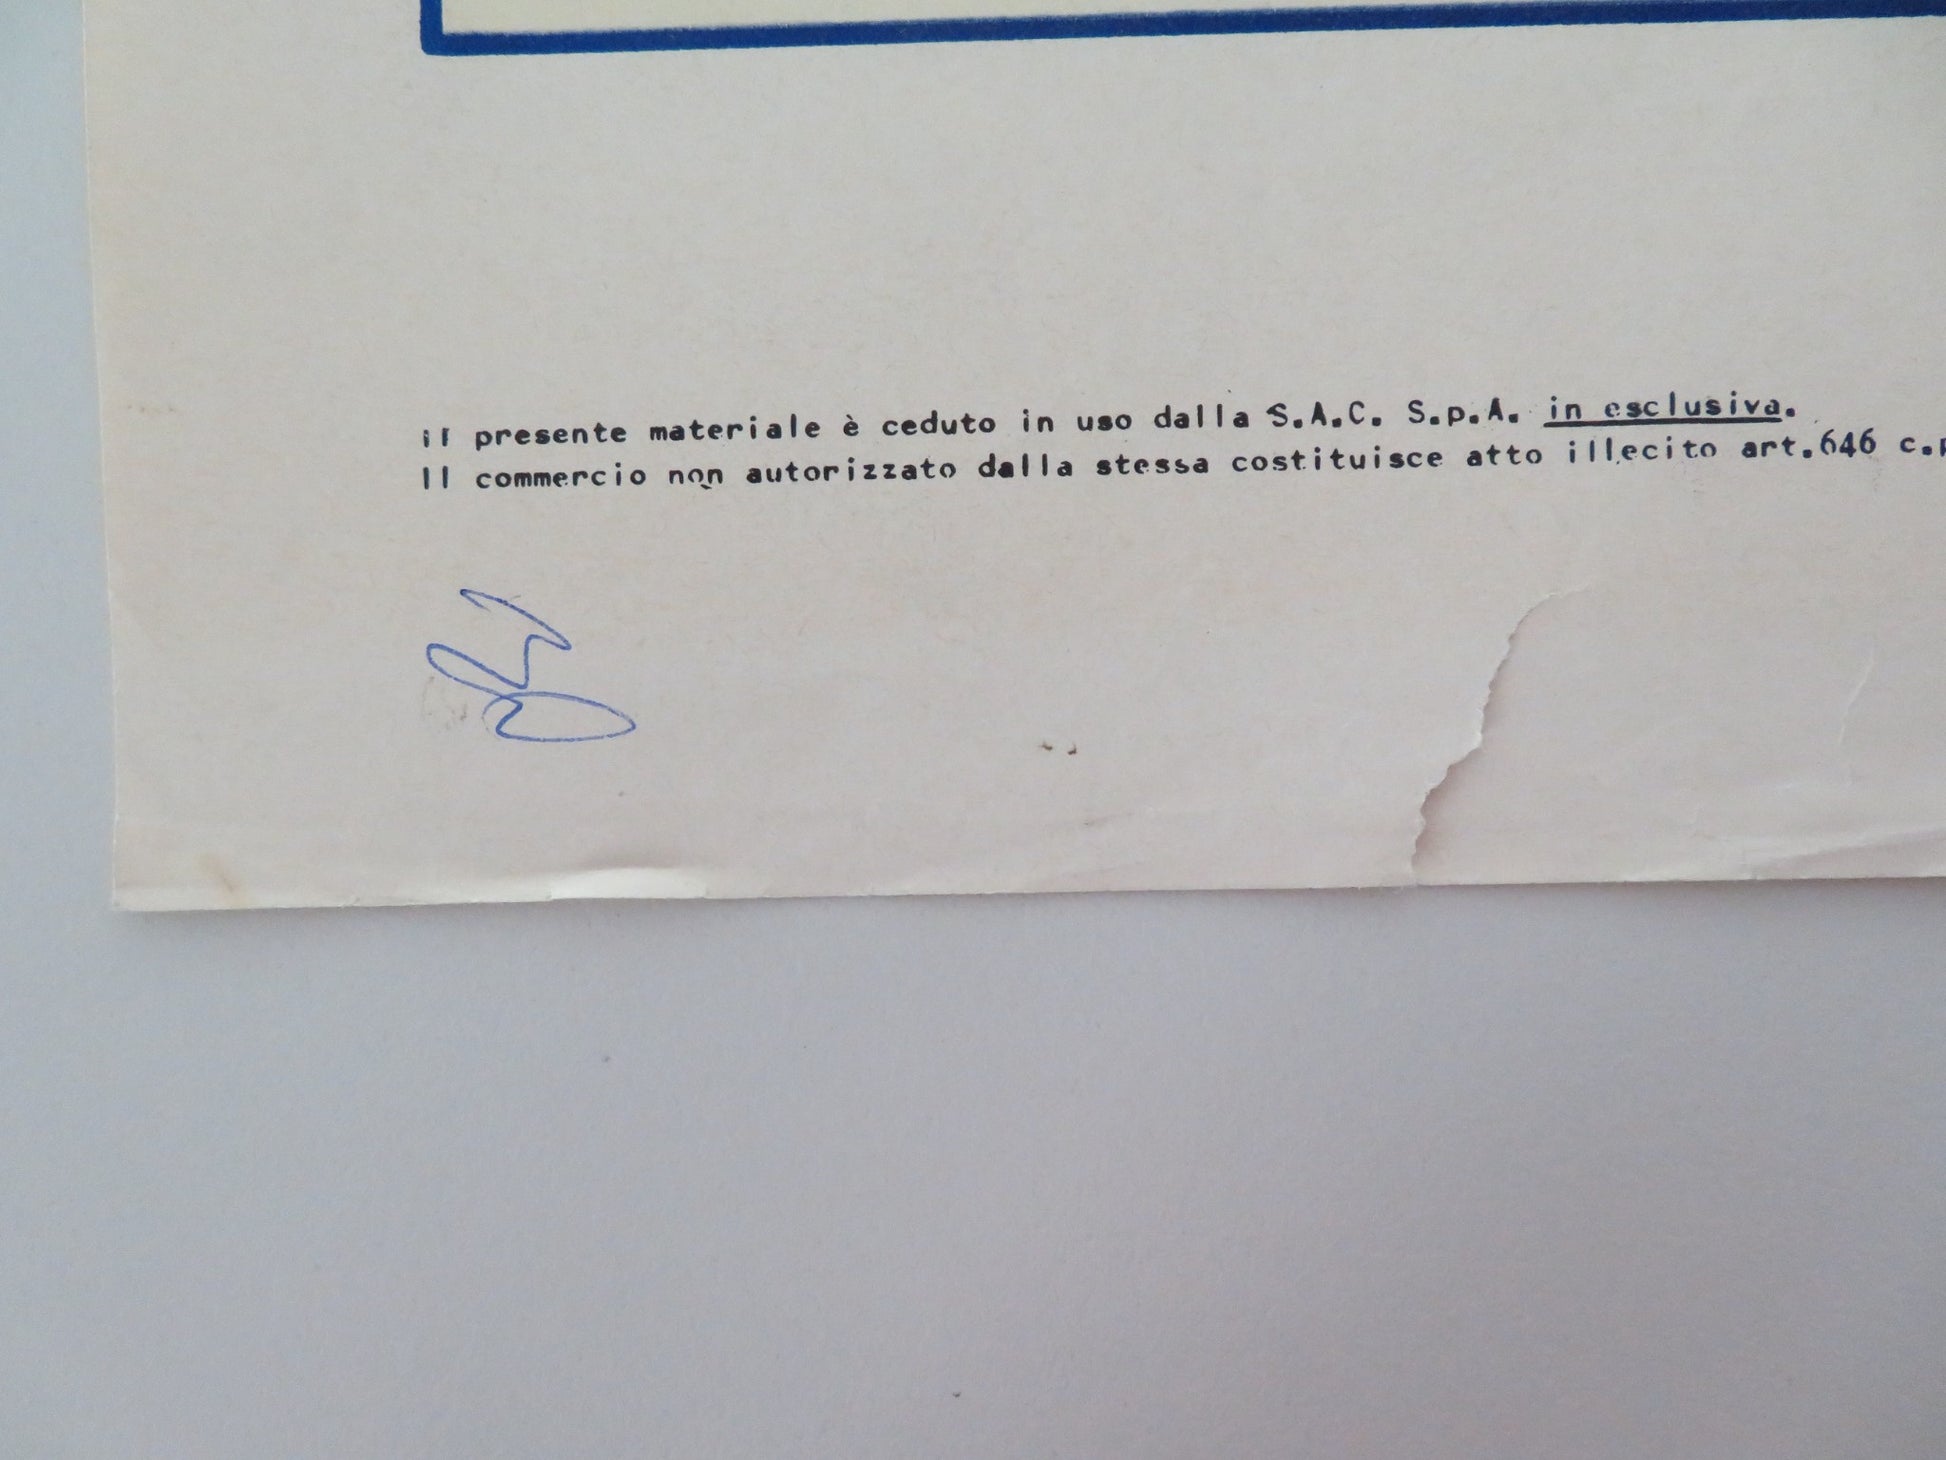 il presente materiale è ceduto in uso dalla S.A.C. S.p.A. in esclusiva.
Il commercio non autorizzato dalla stessa costituisce atto illecito art.646 c.p